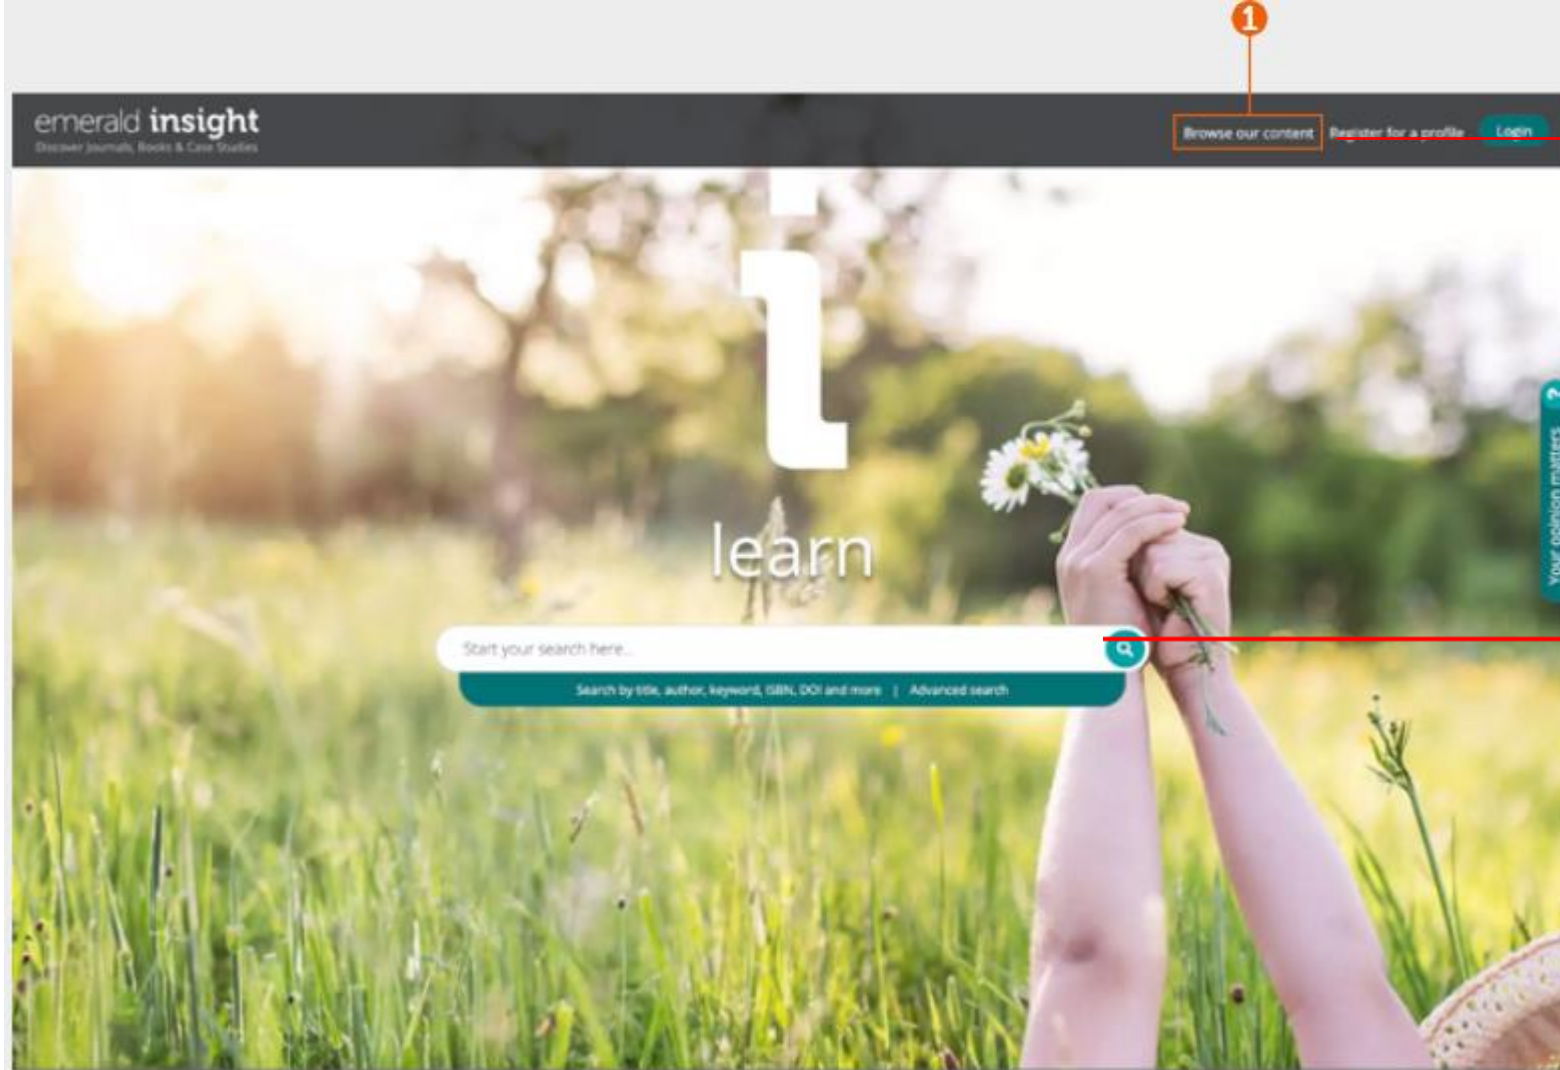 1
emerald insight
Discover Journals, Books & Case Studies
Browse our content Register for a profile Login
Your opinion matters ?
learn
Start your search here...
Search by title, author, keyword, ISBN, DOI and more | Advanced search